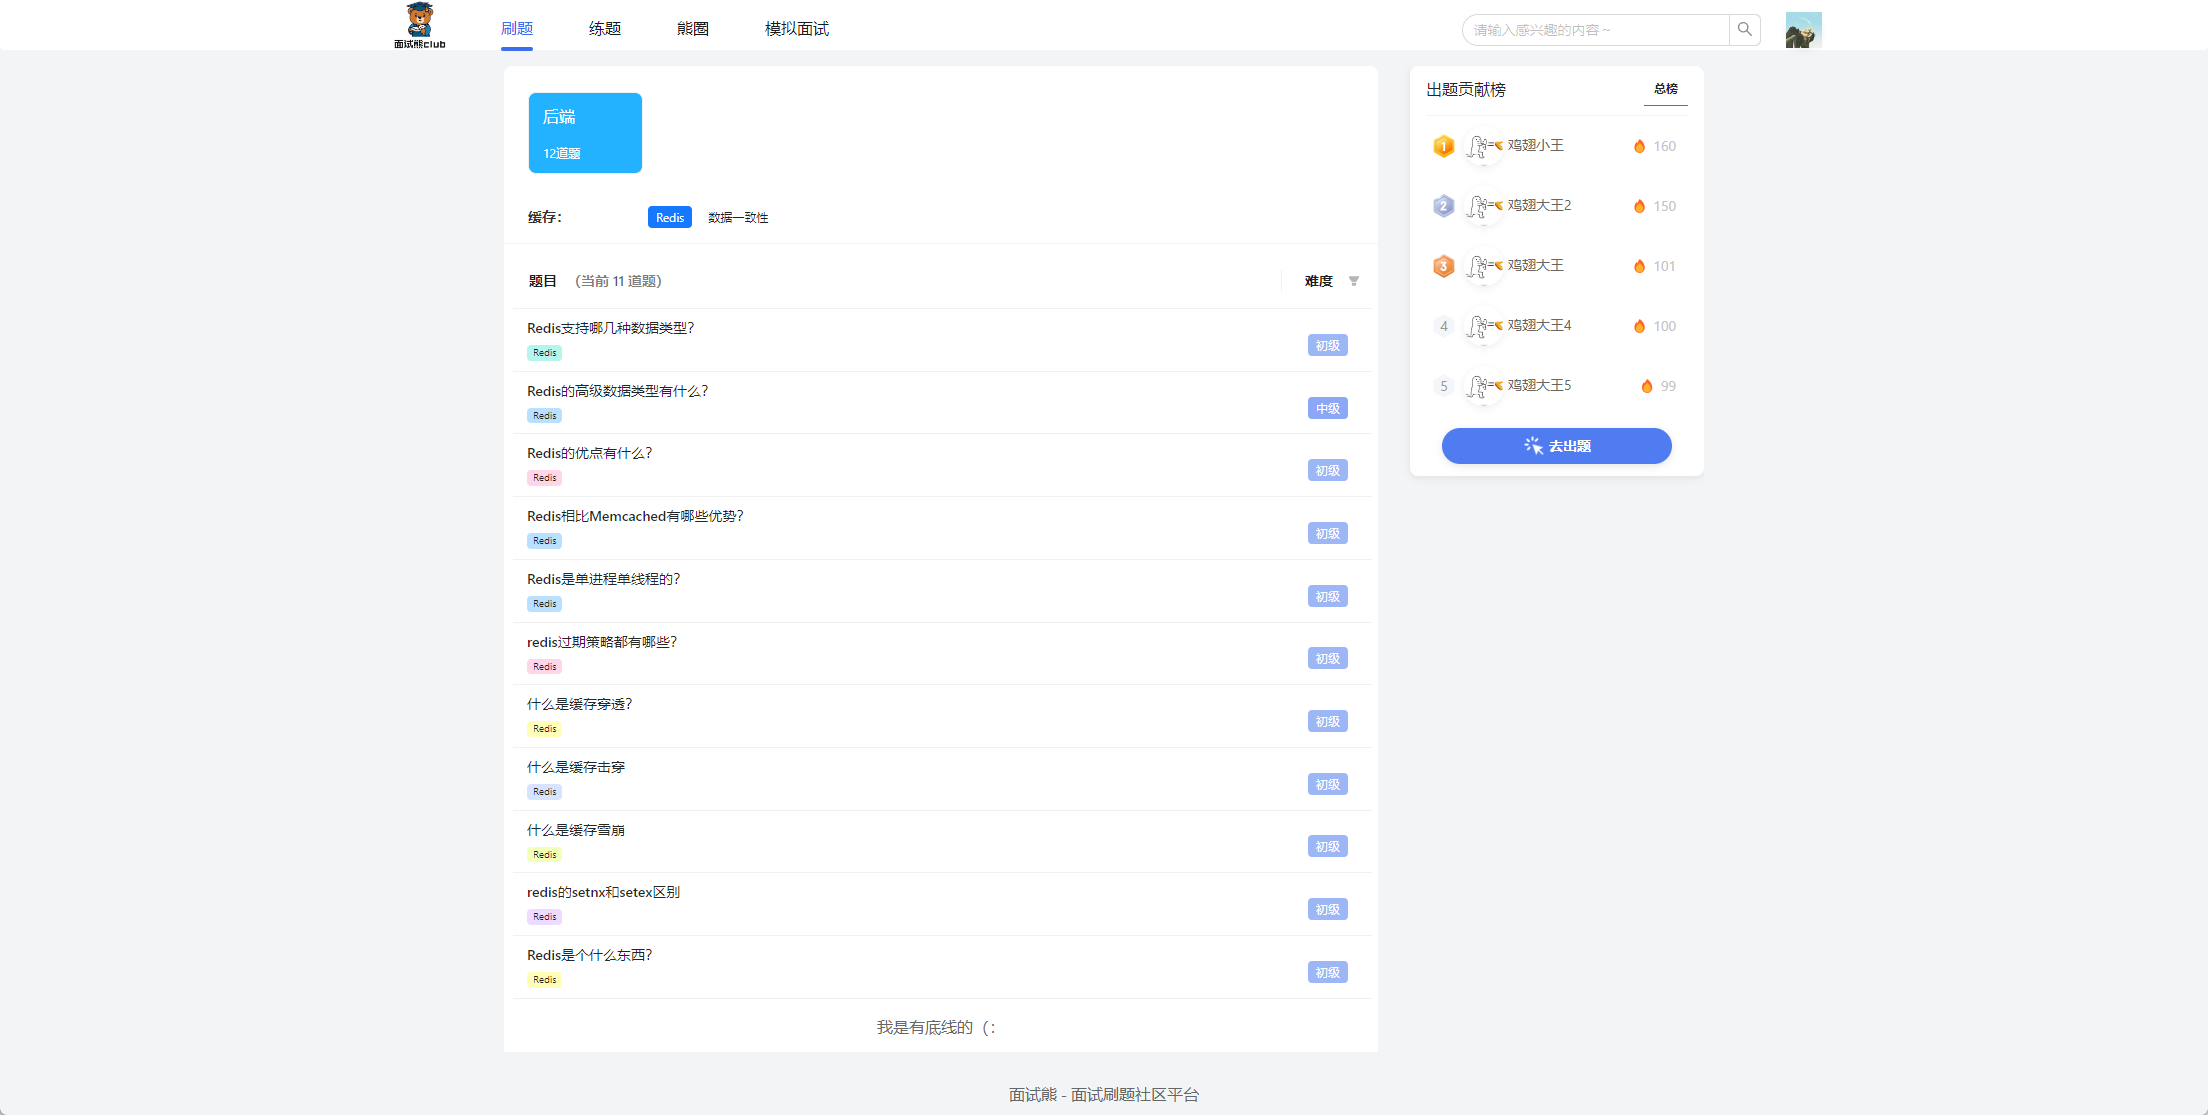 面试熊club
刷题
练题
熊圈
模拟面试
请输入感兴趣的内容~
后端
12道题
缓存：
Redis
数据一致性
题目
(当前 11 道题)
难度
Redis支持哪几种数据类型?
Redis
初级
Redis的高级数据类型有什么?
Redis
中级
Redis的优点有什么?
Redis
初级
Redis相比Memcached有哪些优势?
Redis
初级
Redis是单进程单线程的?
Redis
初级
redis过期策略都有哪些?
Redis
初级
什么是缓存穿透?
Redis
初级
什么是缓存击穿
Redis
初级
什么是缓存雪崩
Redis
初级
redis的setnx和setex区别
Redis
初级
Redis是个什么东西?
Redis
初级
我是有底线的（：
出题贡献榜
总榜
1 鸡翅小王 160
2 鸡翅大王2 150
3 鸡翅大王 101
4 鸡翅大王4 100
5 鸡翅大王5 99
去出题
面试熊 - 面试刷题社区平台